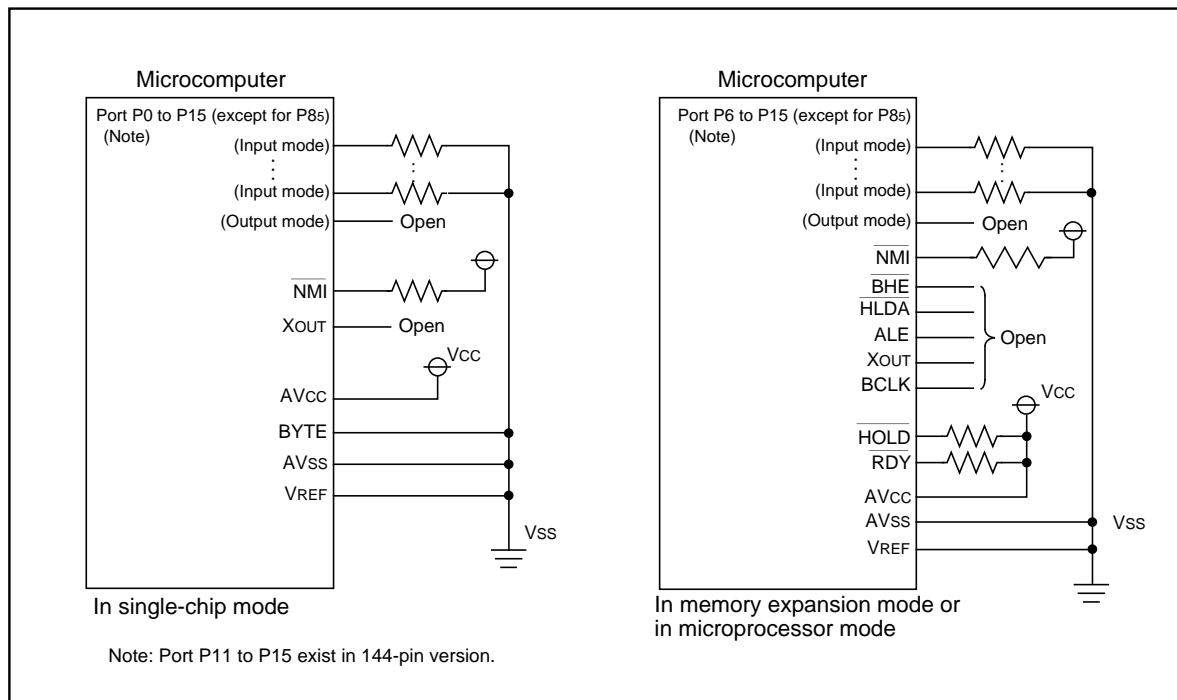 Microcomputer
Port P0 to P15 (except for P85)
(Note)
(Input mode)
(Input mode)
(Output mode)
Open
NMI
XOUT
Open
VCC
AVCC
BYTE
AVSS
VREF
VSS
In single-chip mode
Note: Port P11 to P15 exist in 144-pin version.
Microcomputer
Port P6 to P15 (except for P85)
(Note)
(Input mode)
(Input mode)
(Output mode)
Open
NMI
BHE
HLDA
ALE
XOUT
BCLK
Open
VCC
HOLD
RDY
AVCC
AVSS
VREF
VSS
In memory expansion mode or
in microprocessor mode